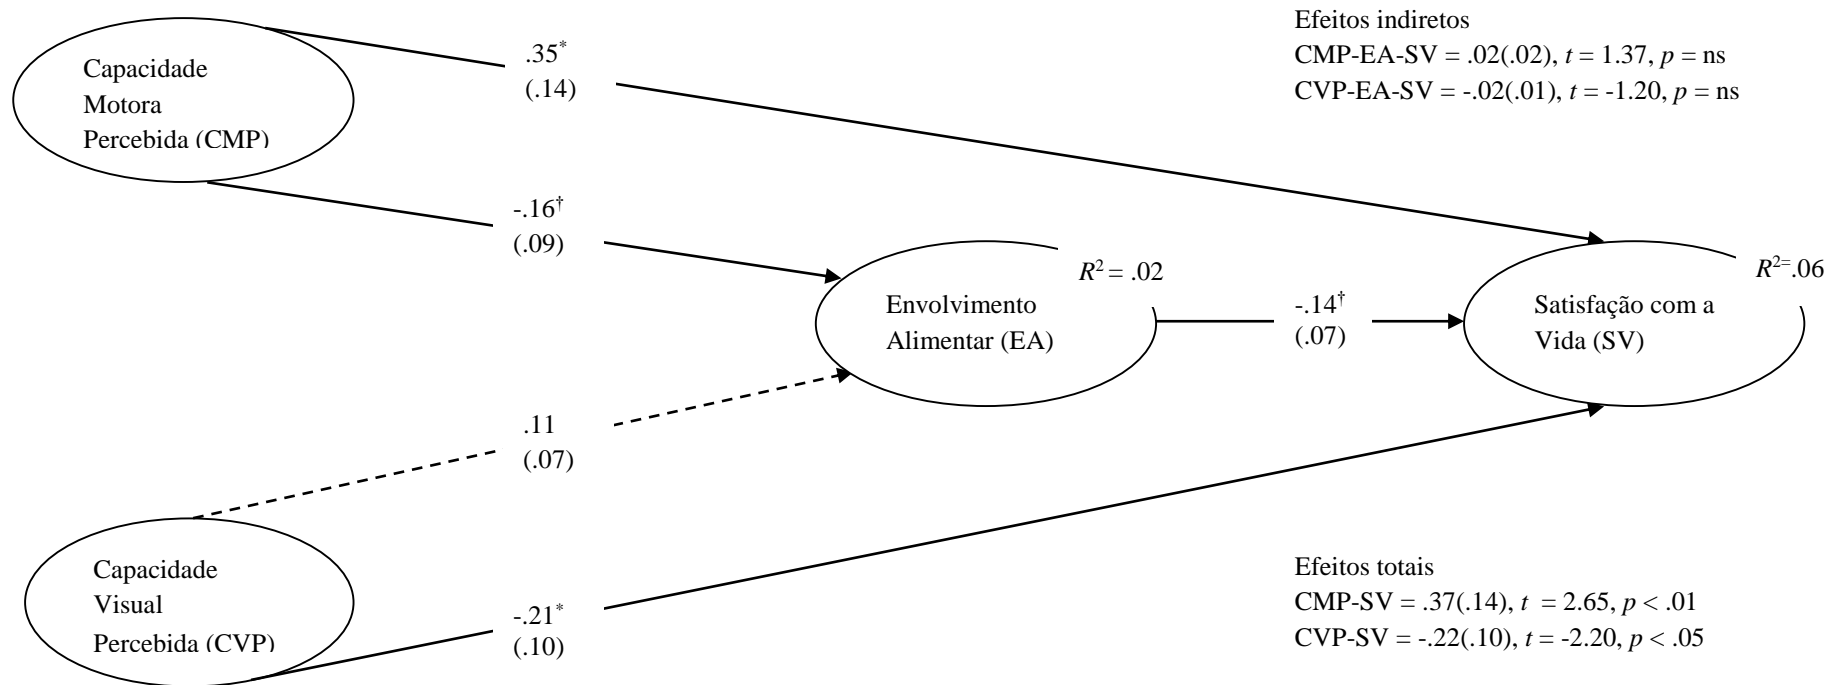 Efeitos indiretos
CMP-EA-SV = .02(.02), t = 1.37, p = ns
CVP-EA-SV = -.02(.01), t = -1.20, p = ns
.35*
(.14)
Capacidade
Motora
Percebida (CMP)
-.16†
(.09)
R² = .02
R²⁼.06
Envolvimento
Alimentar (EA)
-.14†
(.07)
Satisfação com a
Vida (SV)
.11
(.07)
Capacidade
Visual
Percebida (CVP)
-.21*
(.10)
Efeitos totais
CMP-SV = .37(.14), t = 2.65, p < .01
CVP-SV = -.22(.10), t = -2.20, p < .05